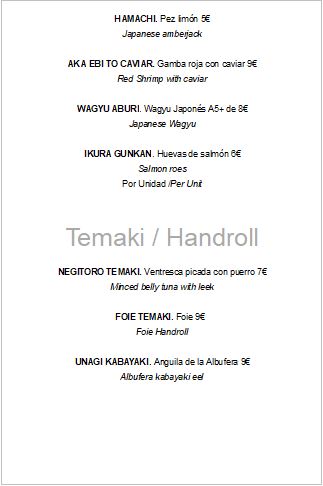 HAMACHI. Pez limón 5€
Japanese amberjack
AKA EBI TO CAVIAR. Gamba roja con caviar 9€
Red Shrimp with caviar
WAGYU ABURI. Wagyu Japonés A5+ de 8€
Japanese Wagyu
IKURA GUNKAN. Huevas de salmón 6€
Salmon roes
Por Unidad /Per Unit
Temaki / Handroll
NEGITORO TEMAKI. Ventresca picada con puerro 7€
Minced belly tuna with leek
FOIE TEMAKI. Foie 9€
Foie Handroll
UNAGI KABAYAKI. Anguila de la Albufera 9€
Albufera kabayaki eel